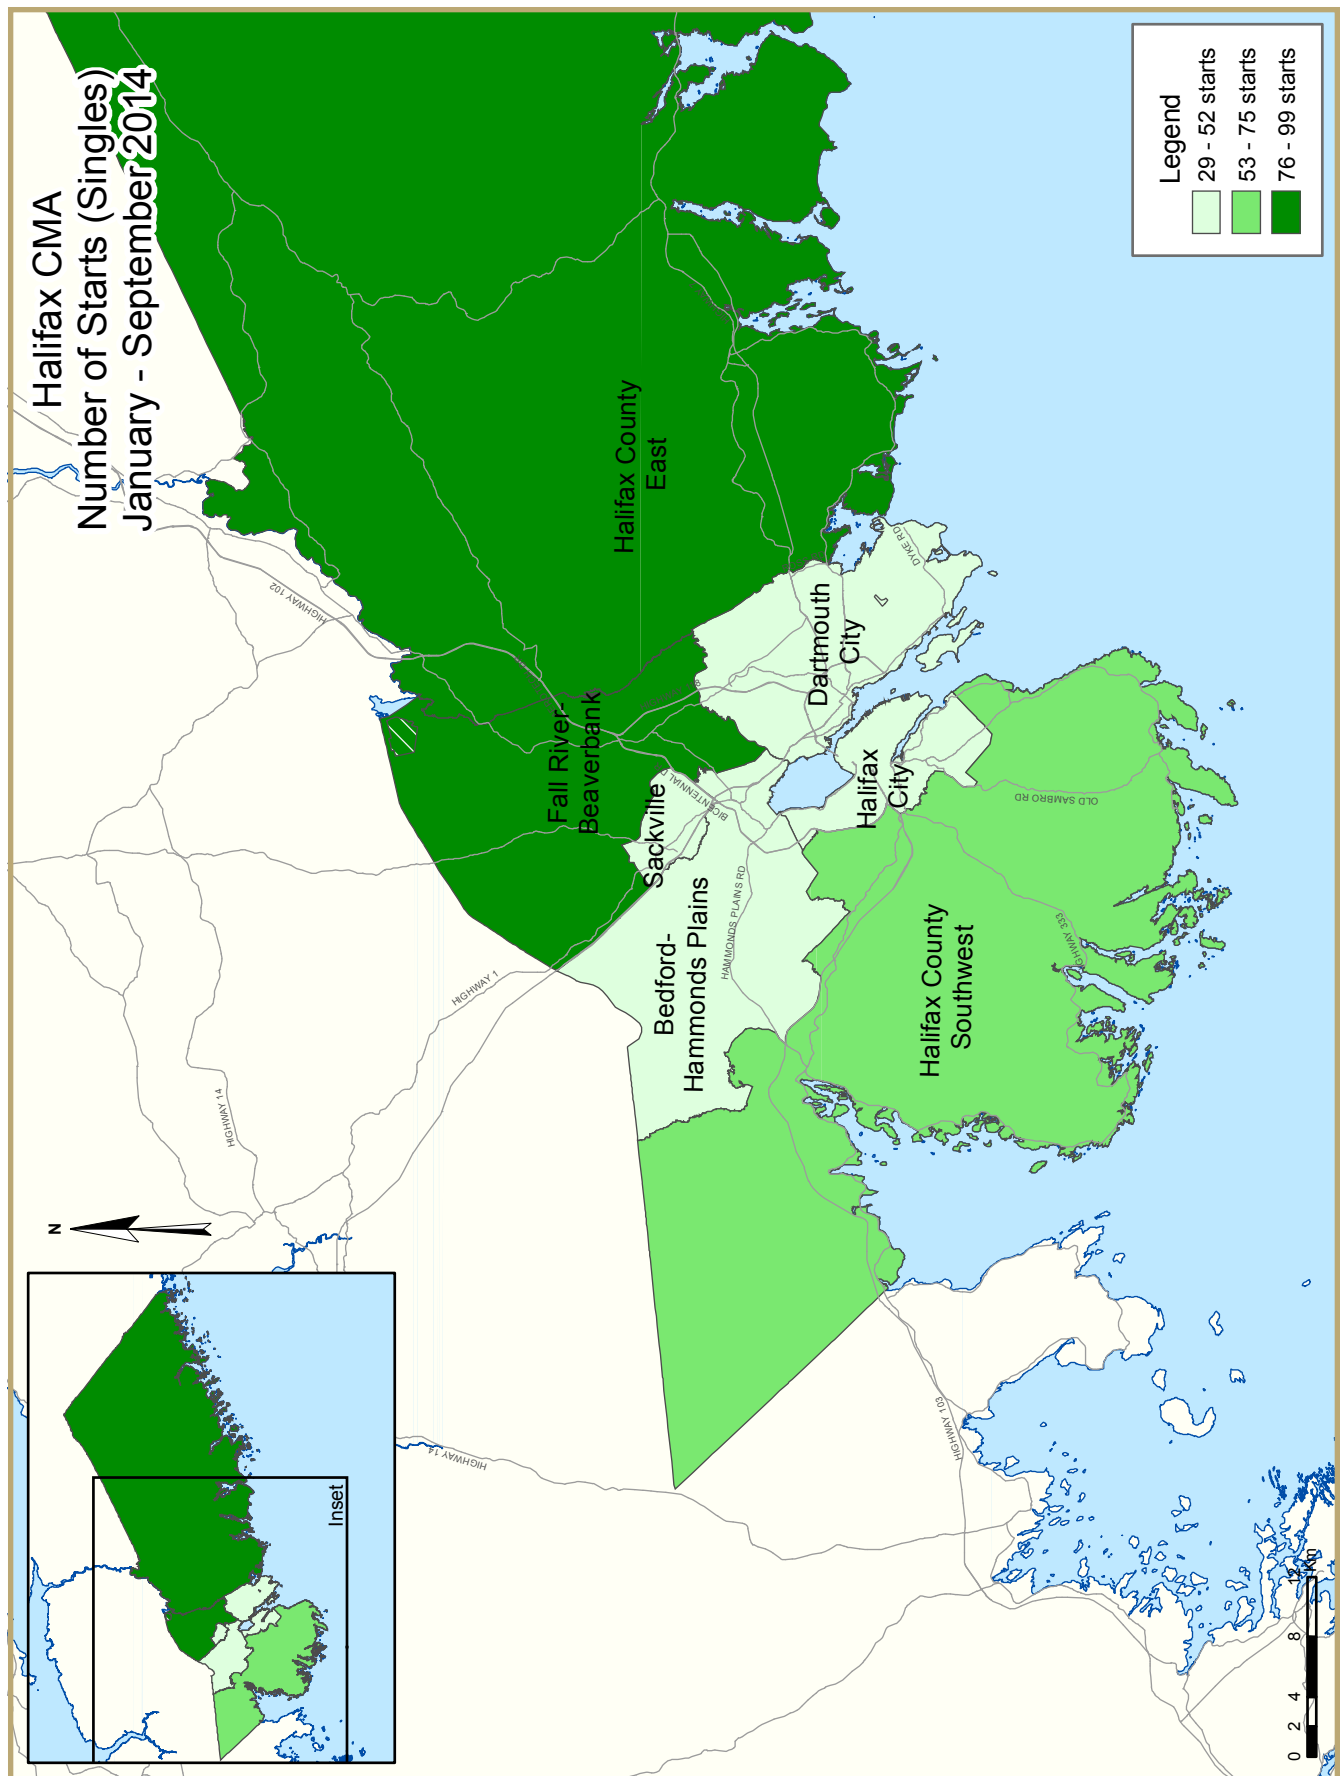 Halifax CMA
Number of Starts (Singles)
January - September 2014
N
Inset
HIGHWAY 102
HIGHWAY 14
HIGHWAY 1
HIGHWAY 14
HIGHWAY 103
Halifax County
East
Fall River-
Beaverbank
Sackville
Bedford-
Hammonds Plains
HAMMONDS PLAINS RD
Dartmouth
City
DYKE RD
Halifax
City
OLD SAMBRO RD
Halifax County
Southwest
Legend
29 - 52 starts
53 - 75 starts
76 - 99 starts
0 2 4 8 12
Km